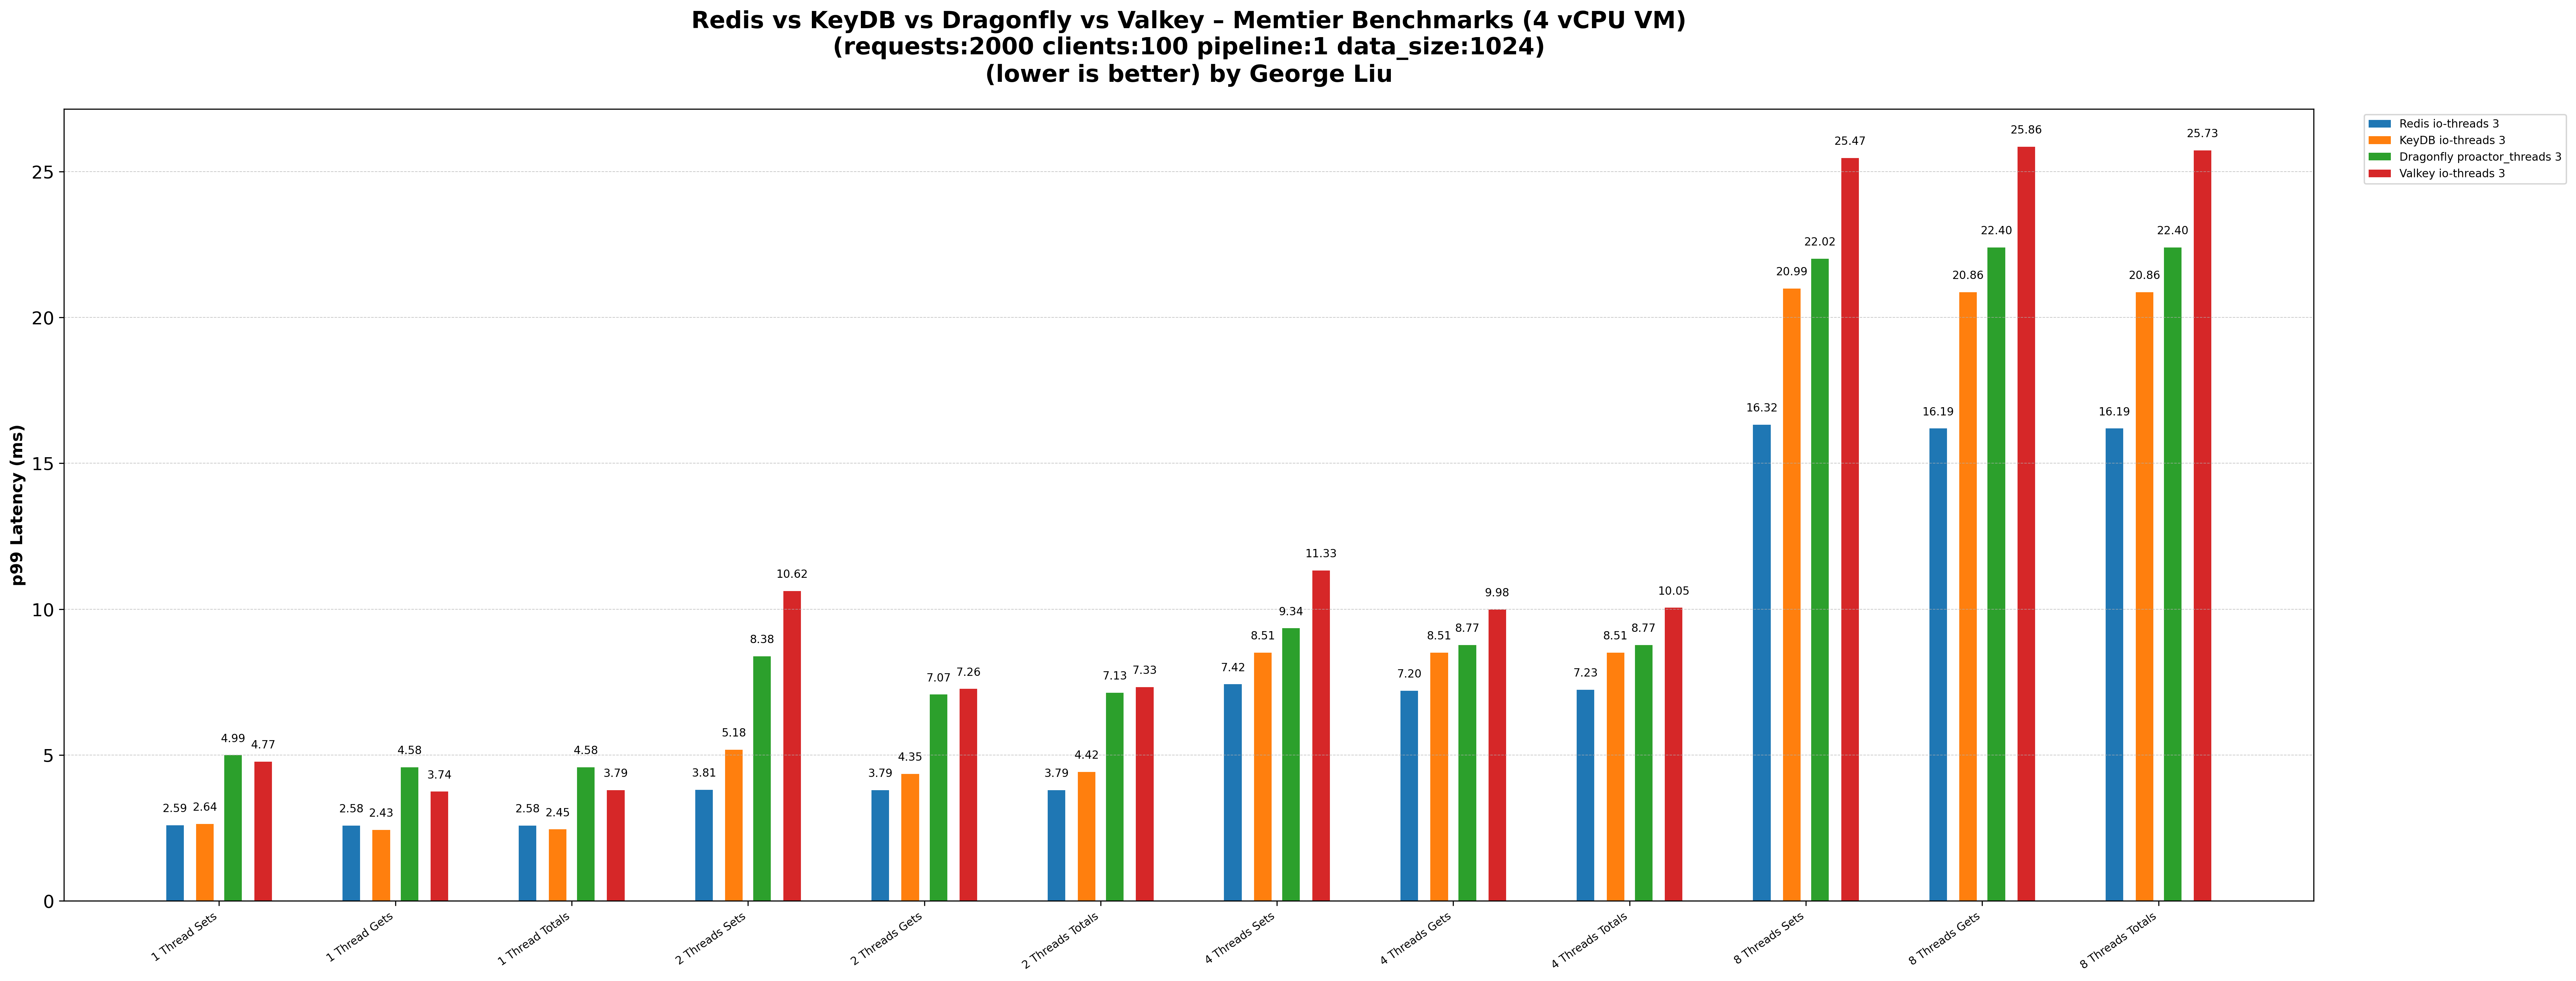 Redis vs KeyDB vs Dragonfly vs Valkey – Memtier Benchmarks (4 vCPU VM)
(requests:2000 clients:100 pipeline:1 data_size:1024)
(lower is better) by George Liu
Redis io-threads 3
KeyDB io-threads 3
Dragonfly proactor_threads 3
Valkey io-threads 3
p99 Latency (ms)
25
20
15
10
5
0
2.59 2.64 4.99 4.77
2.58 2.43 4.58 3.74
2.58 2.45 4.58 3.79
3.81 5.18 8.38 10.62
3.79 4.35 7.07 7.26
3.79 4.42 7.13 7.33
7.42 8.51 9.34 11.33
7.20 8.51 8.77 9.98
7.23 8.51 8.77 10.05
16.32 20.99 22.02 25.47
16.19 20.86 22.40 25.86
16.19 20.86 22.40 25.73
1 Thread Sets
1 Thread Gets
1 Thread Totals
2 Threads Sets
2 Threads Gets
2 Threads Totals
4 Threads Sets
4 Threads Gets
4 Threads Totals
8 Threads Sets
8 Threads Gets
8 Threads Totals